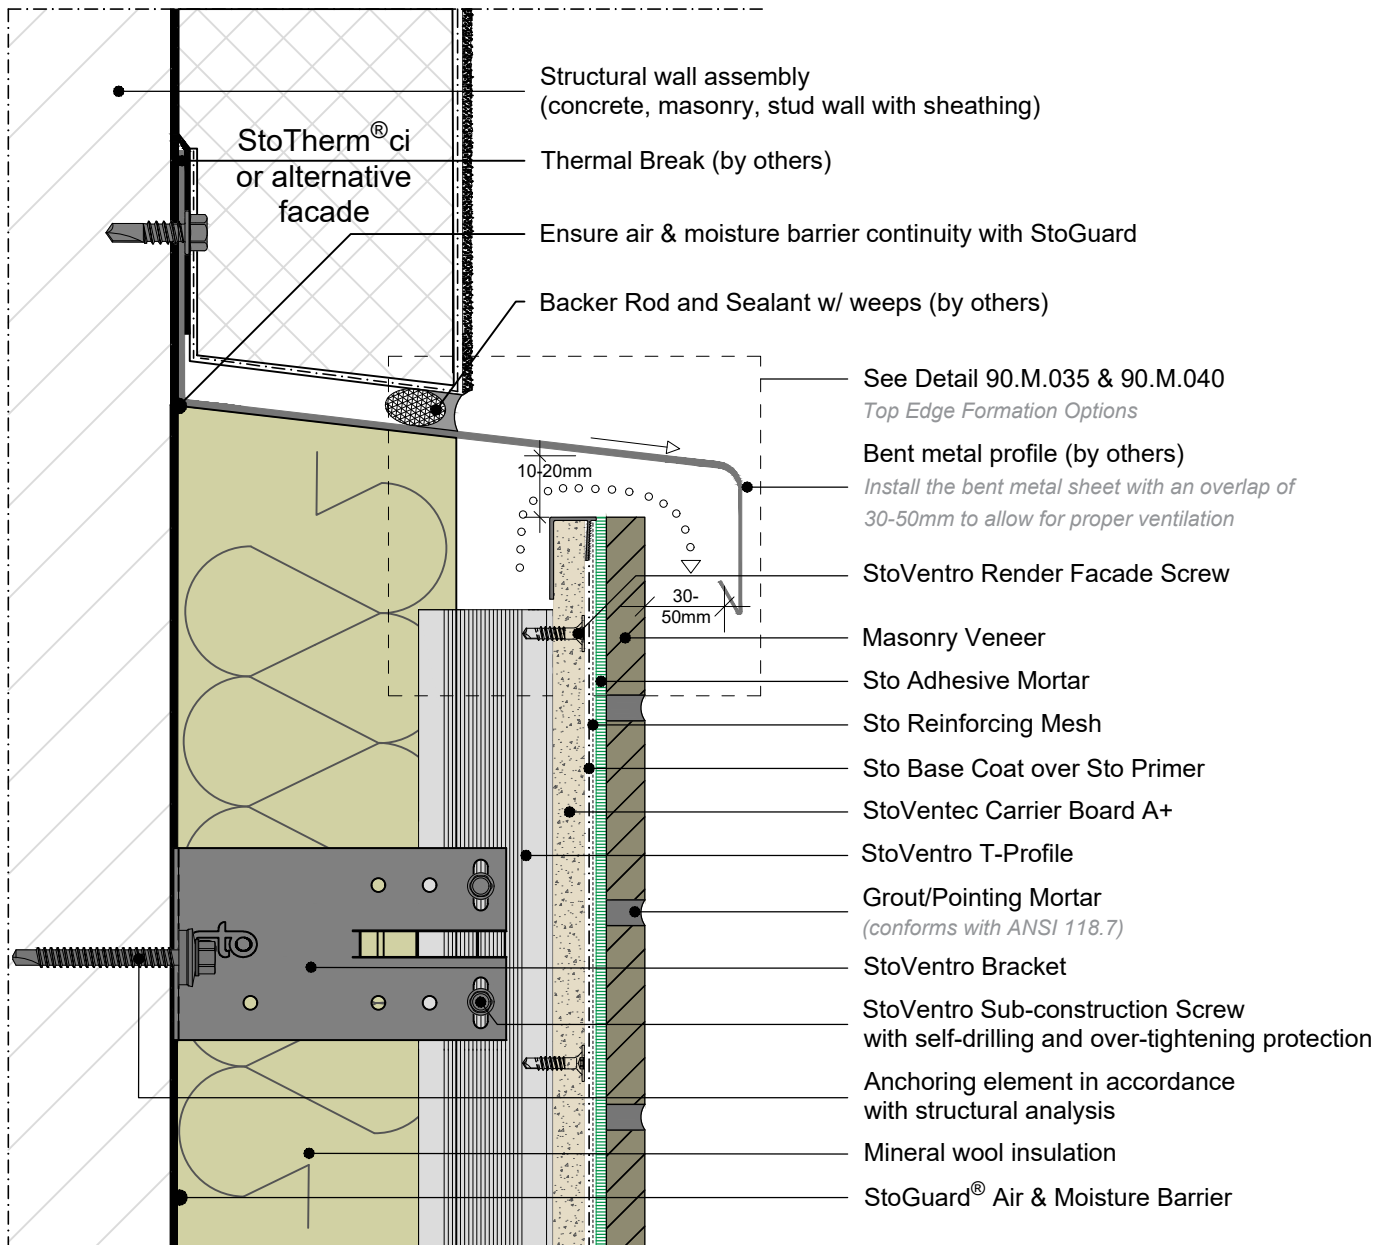 Structural wall assembly
(concrete, masonry, stud wall with sheathing)
StoTherm®ci
or alternative
facade
Thermal Break (by others)
Ensure air & moisture barrier continuity with StoGuard
Backer Rod and Sealant w/ weeps (by others)
See Detail 90.M.035 & 90.M.040
Top Edge Formation Options
Bent metal profile (by others)
Install the bent metal sheet with an overlap of
30-50mm to allow for proper ventilation
10-20mm
StoVentro Render Facade Screw
30-
50mm
Masonry Veneer
Sto Adhesive Mortar
Sto Reinforcing Mesh
Sto Base Coat over Sto Primer
StoVentec Carrier Board A+
StoVentro T-Profile
Grout/Pointing Mortar
(conforms with ANSI 118.7)
StoVentro Bracket
StoVentro Sub-construction Screw
with self-drilling and over-tightening protection
Anchoring element in accordance
with structural analysis
Mineral wool insulation
StoGuard® Air & Moisture Barrier